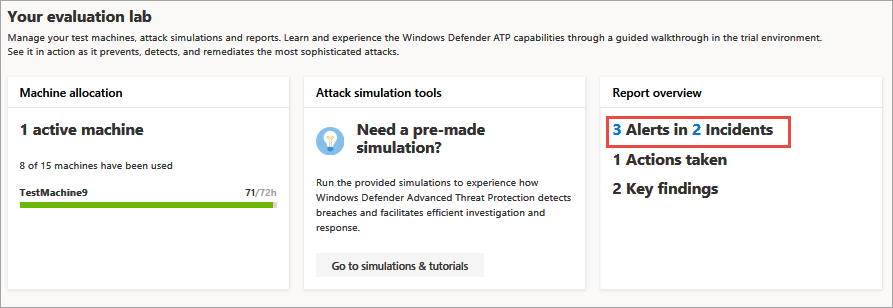 Your evaluation lab
Manage your test machines, attack simulations and reports. Learn and experience the Windows Defender ATP capabilities through a guided walkthrough in the trial environment.
See it in action as it prevents, detects, and remediates the most sophisticated attacks.
Machine allocation
1 active machine
8 of 15 machines have been used
TestMachine9 71/72h
Attack simulation tools
Need a pre-made
simulation?
Run the provided simulations to experience how
Windows Defender Advanced Threat Protection detects
breaches and facilitates efficient investigation and
response.
Go to simulations & tutorials
Report overview
3 Alerts in 2 Incidents
1 Actions taken
2 Key findings